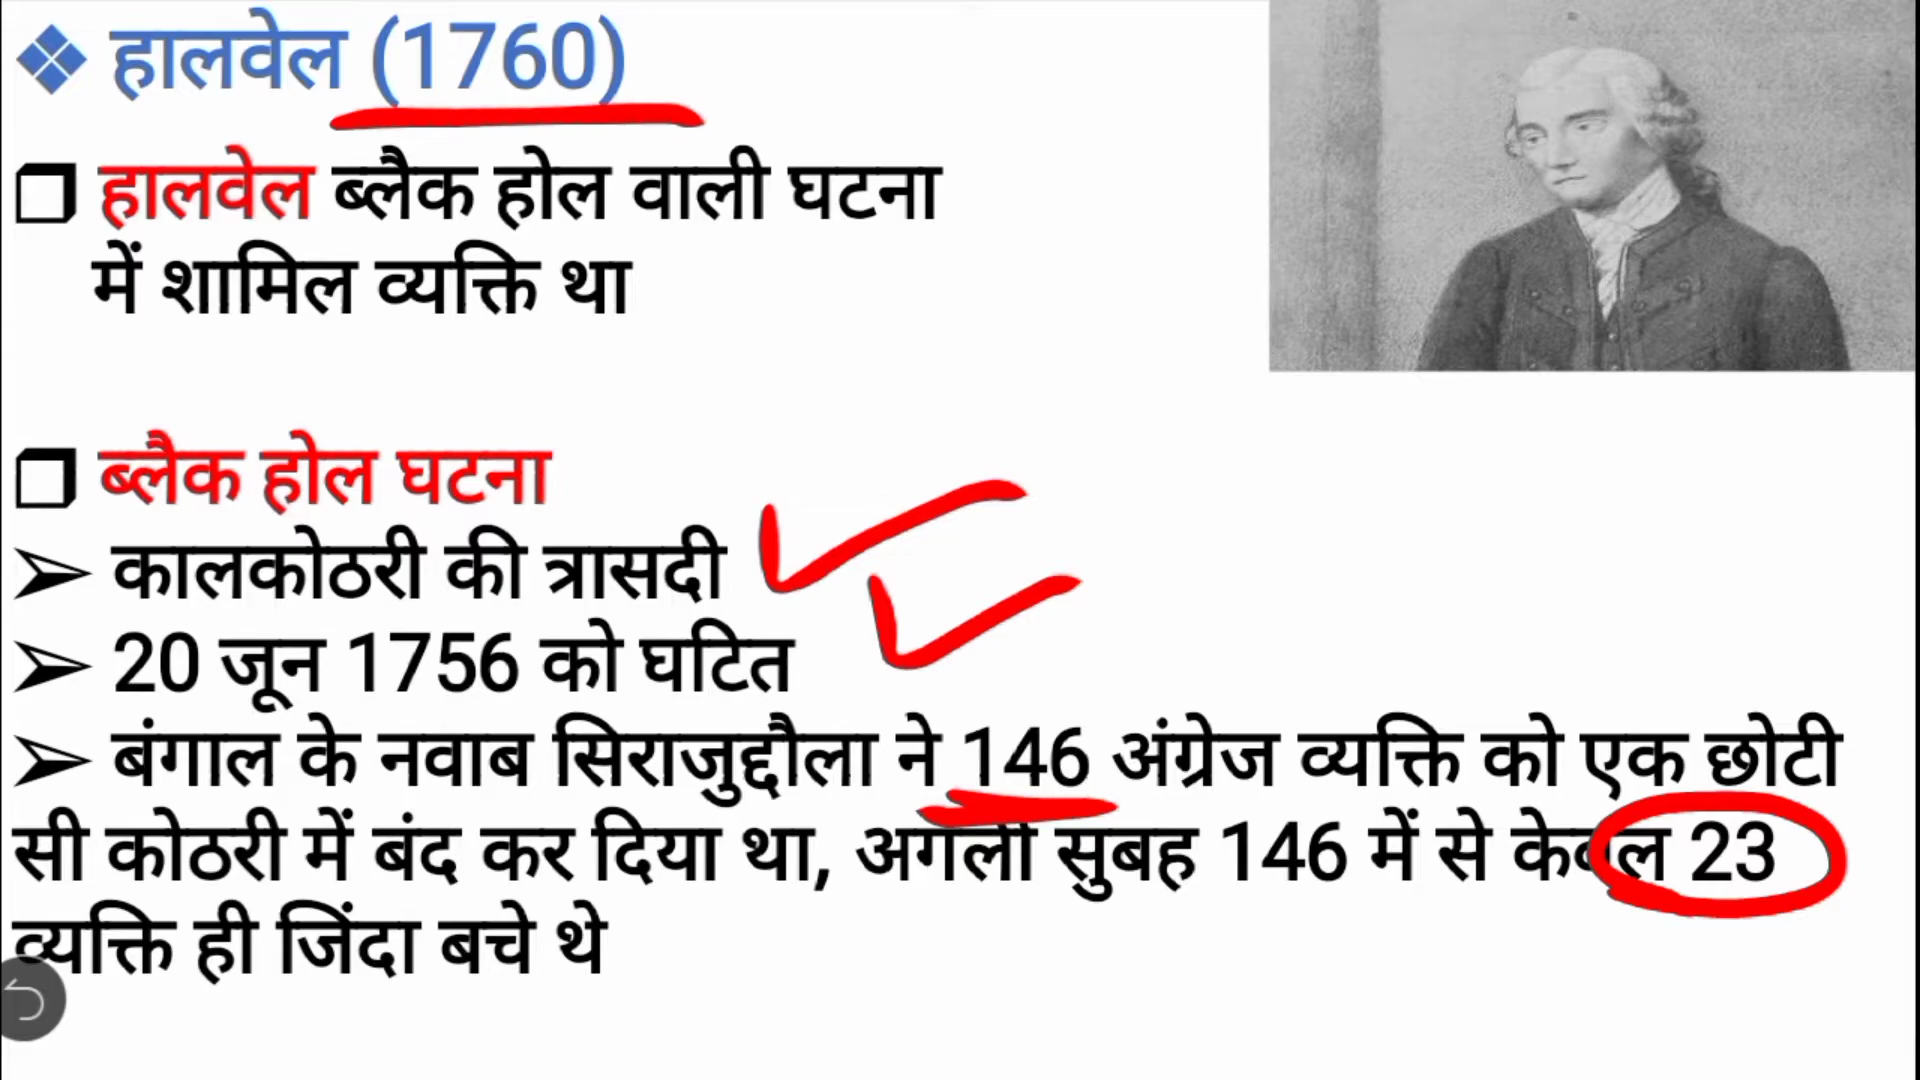 ❖ हालवेल (1760)
❒ हालवेल ब्लैक होल वाली घटना
में शामिल व्यक्ति था
❒ ब्लैक होल घटना
➢ कालकोठरी की त्रासदी
➢ 20 जून 1756 को घटित
➢ बंगाल के नवाब सिराजुद्दौला ने 146 अंग्रेज व्यक्ति को एक छोटी
सी कोठरी में बंद कर दिया था, अगली सुबह 146 में से केवल 23
व्यक्ति ही जिंदा बचे थे